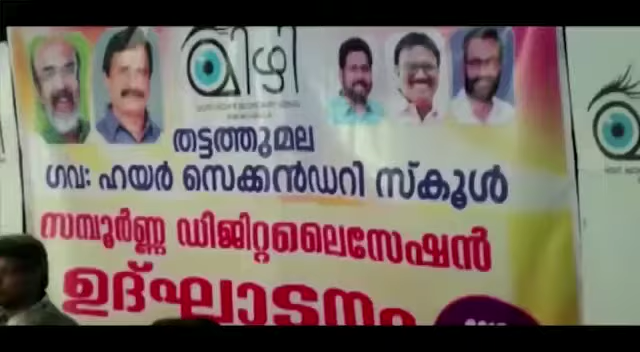 മിഴി
തട്ടത്തുമല
ഗവ: ഹയർ സെക്കൻഡറി സ്കൂൾ
സമ്പൂർണ്ണ ഡിജിറ്റലൈസേഷൻ
ഉദ്ഘാടനം